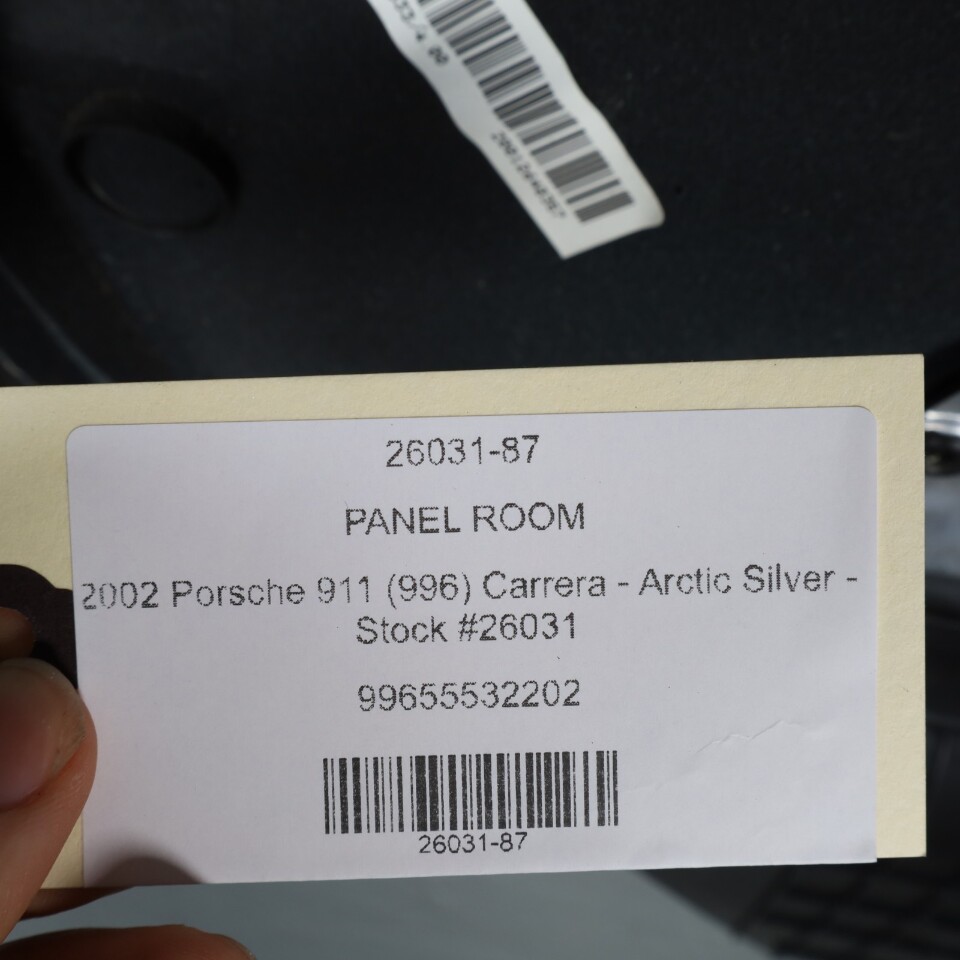 26031-87
PANEL ROOM
2002 Porsche 911 (996) Carrera - Arctic Silver -
Stock #26031
99655532202
26031-87